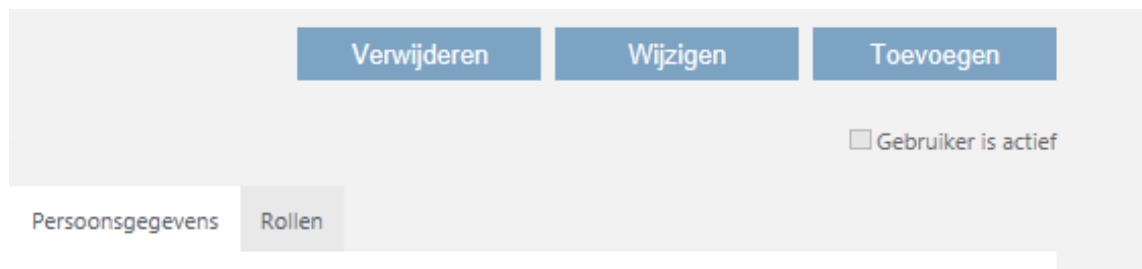 Verwijderen Wijzigen Toevoegen
Gebruiker is actief
Persoonsgegevens Rollen